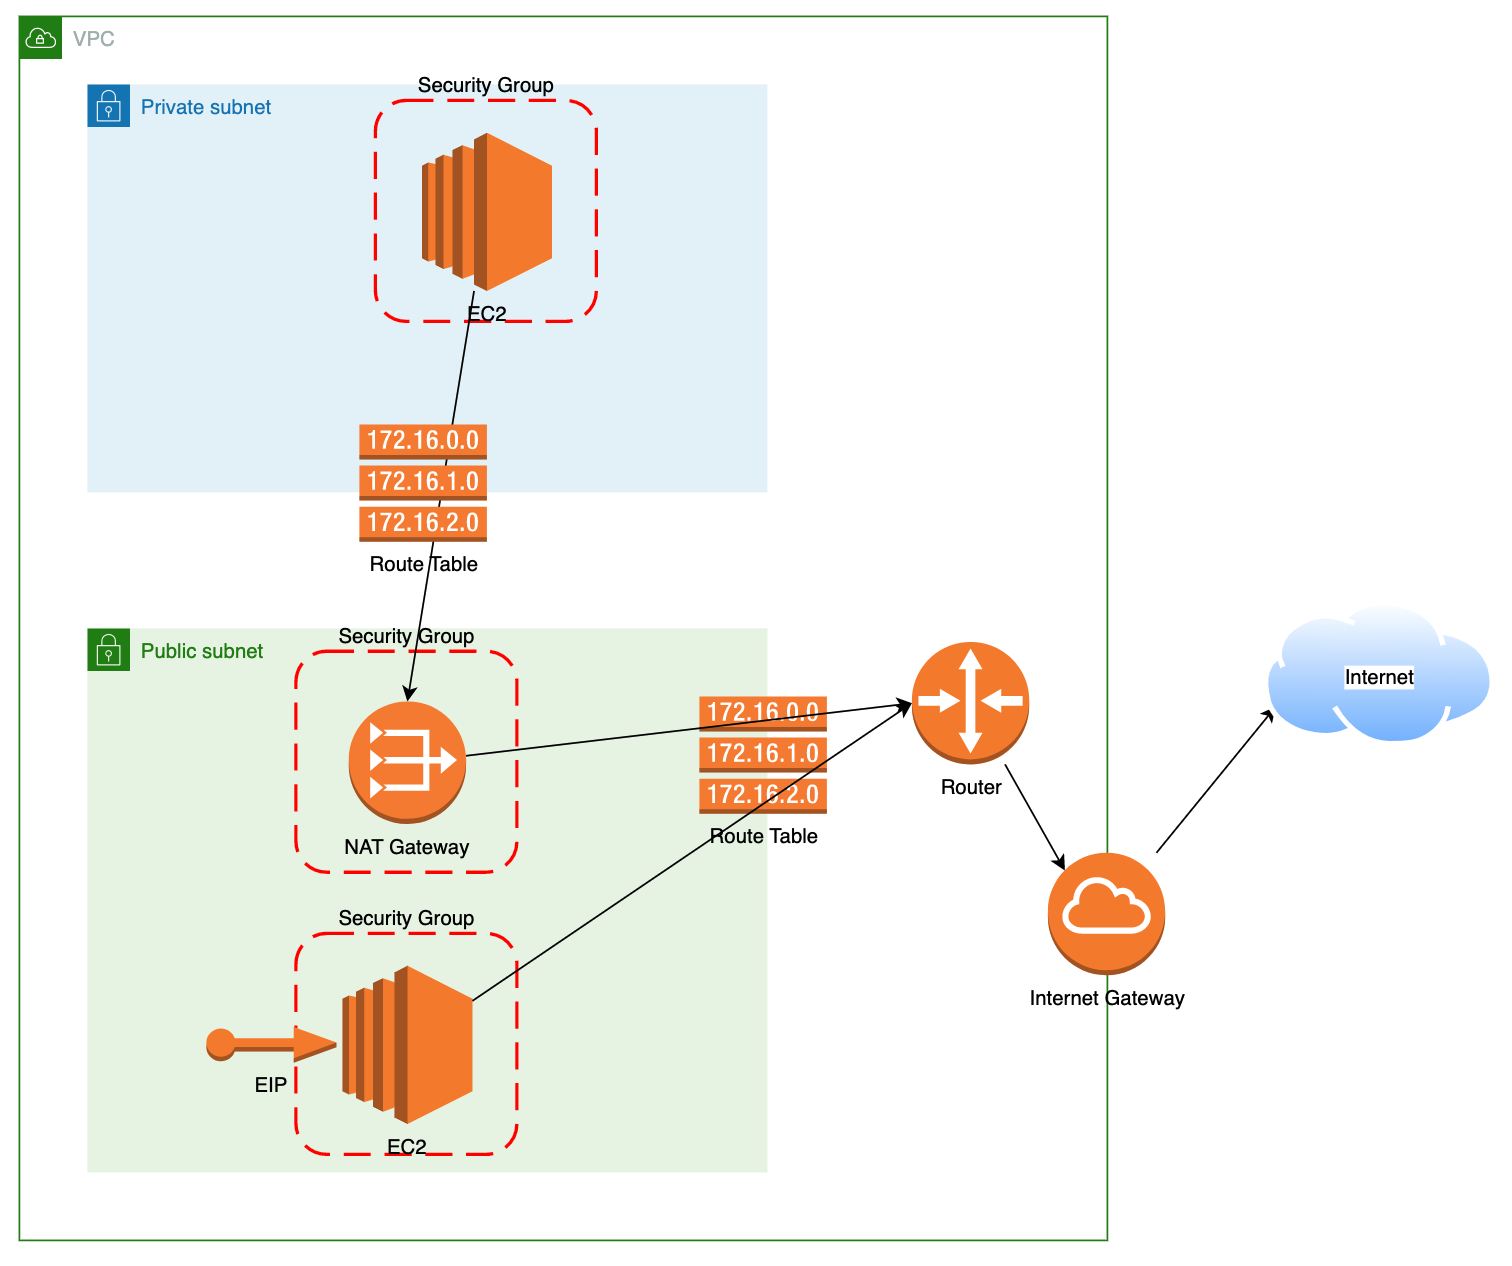 VPC
Private subnet
Security Group
EC2
172.16.0.0
172.16.1.0
172.16.2.0
Route Table
Public subnet
Security Group
NAT Gateway
172.16.0.0
172.16.1.0
172.16.2.0
Route Table
Router
Internet
Internet Gateway
Security Group
EIP
EC2